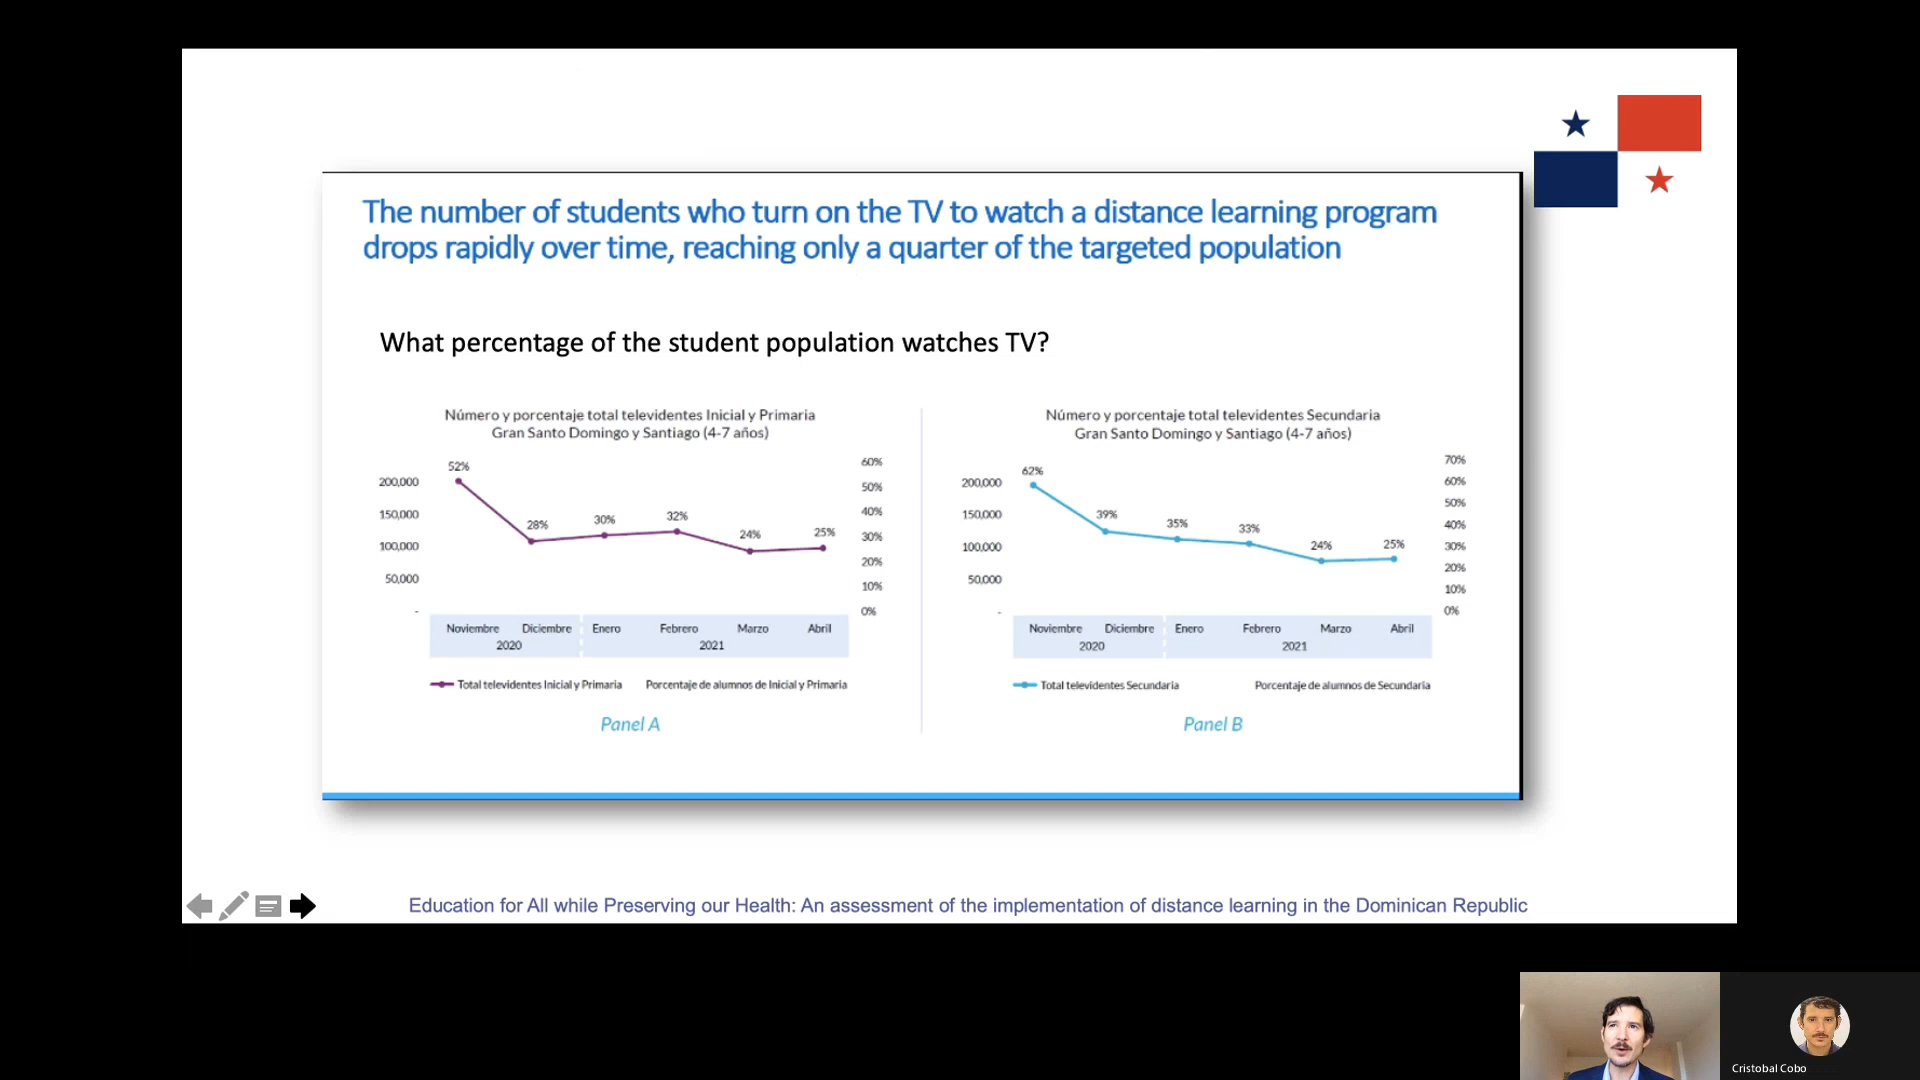 The number of students who turn on the TV to watch a distance learning program
drops rapidly over time, reaching only a quarter of the targeted population
What percentage of the student population watches TV?
Número y porcentaje total televidentes Inicial y Primaria
Gran Santo Domingo y Santiago (4-7 años)
52%
28%
30%
32%
24%
25%
200,000
150,000
100,000
50,000
-
60%
50%
40%
30%
20%
10%
0%
Noviembre Diciembre Enero Febrero Marzo Abril
2020 2021
Total televidentes Inicial y Primaria Porcentaje de alumnos de Inicial y Primaria
Panel A
Número y porcentaje total televidentes Secundaria
Gran Santo Domingo y Santiago (4-7 años)
62%
39%
35%
33%
24%
25%
200,000
150,000
100,000
50,000
-
70%
60%
50%
40%
30%
20%
10%
0%
Noviembre Diciembre Enero Febrero Marzo Abril
2020 2021
Total televidentes Secundaria Porcentaje de alumnos de Secundaria
Panel B
Education for All while Preserving our Health: An assessment of the implementation of distance learning in the Dominican Republic
Cristobal Cobo